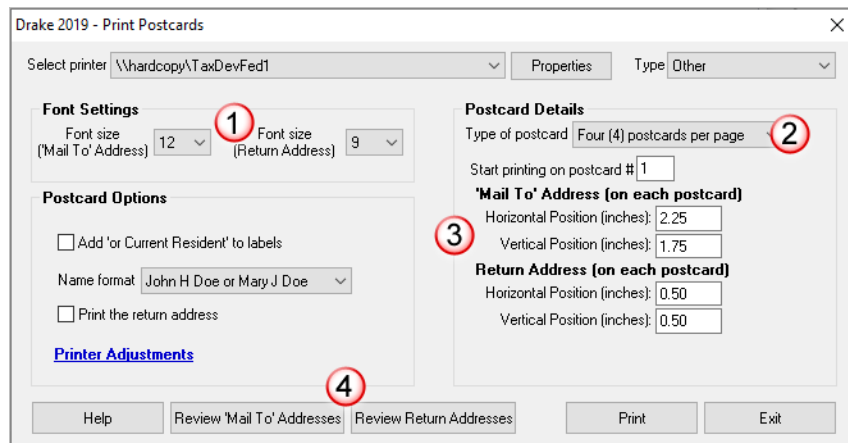 Drake 2019 - Print Postcards
Select printer \\hardcopy\TaxDevFed1 Properties Type Other
Font Settings
Font size
('Mail To' Address) 12
1
Font size
(Return Address) 9
Postcard Options
Add 'or Current Resident' to labels
Name format John H Doe or Mary J Doe
Print the return address
Printer Adjustments
Postcard Details
Type of postcard Four (4) postcards per page 2
Start printing on postcard # 1
'Mail To' Address (on each postcard)
Horizontal Position (inches): 2.25
3
Vertical Position (inches): 1.75
Return Address (on each postcard)
Horizontal Position (inches): 0.50
Vertical Position (inches): 0.50
4
Help Review 'Mail To' Addresses Review Return Addresses Print Exit